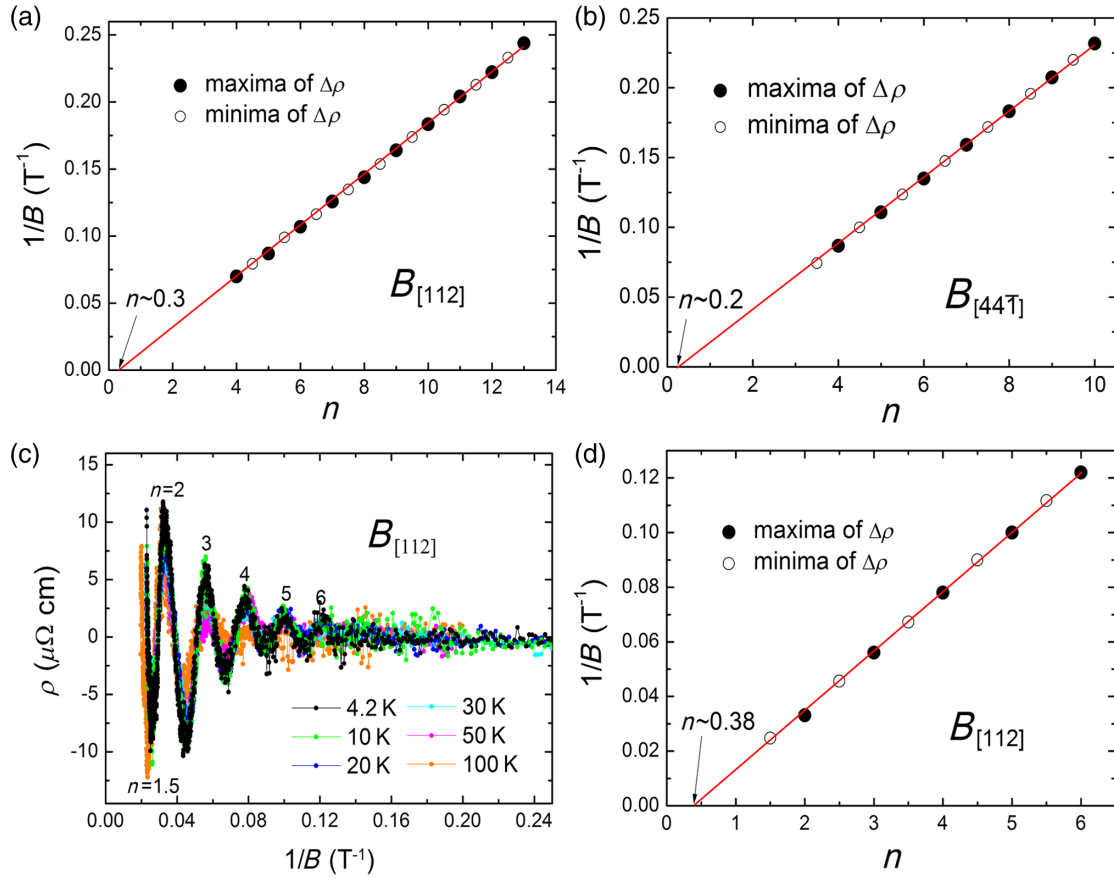 (a)
0.25
0.20
0.15
0.10
0.05
0.00
1/B (T⁻¹)
maxima of Δρ
minima of Δρ
n~0.3
B[112]
0 2 4 6 8 10 12 14
n
(b)
0.25
0.20
0.15
0.10
0.05
0.00
1/B (T⁻¹)
maxima of Δρ
minima of Δρ
n~0.2
B[441̄]
0 2 4 6 8 10
n
(c)
15
10
5
0
-5
-10
ρ (μΩ cm)
n=2
3
4
5
6
B[112]
n=1.5
4.2 K 30 K
10 K 50 K
20 K 100 K
0.00 0.04 0.08 0.12 0.16 0.20 0.24
1/B (T⁻¹)
(d)
0.12
0.10
0.08
0.06
0.04
0.02
0.00
1/B (T⁻¹)
maxima of Δρ
minima of Δρ
n~0.38
B[112]
0 1 2 3 4 5 6
n